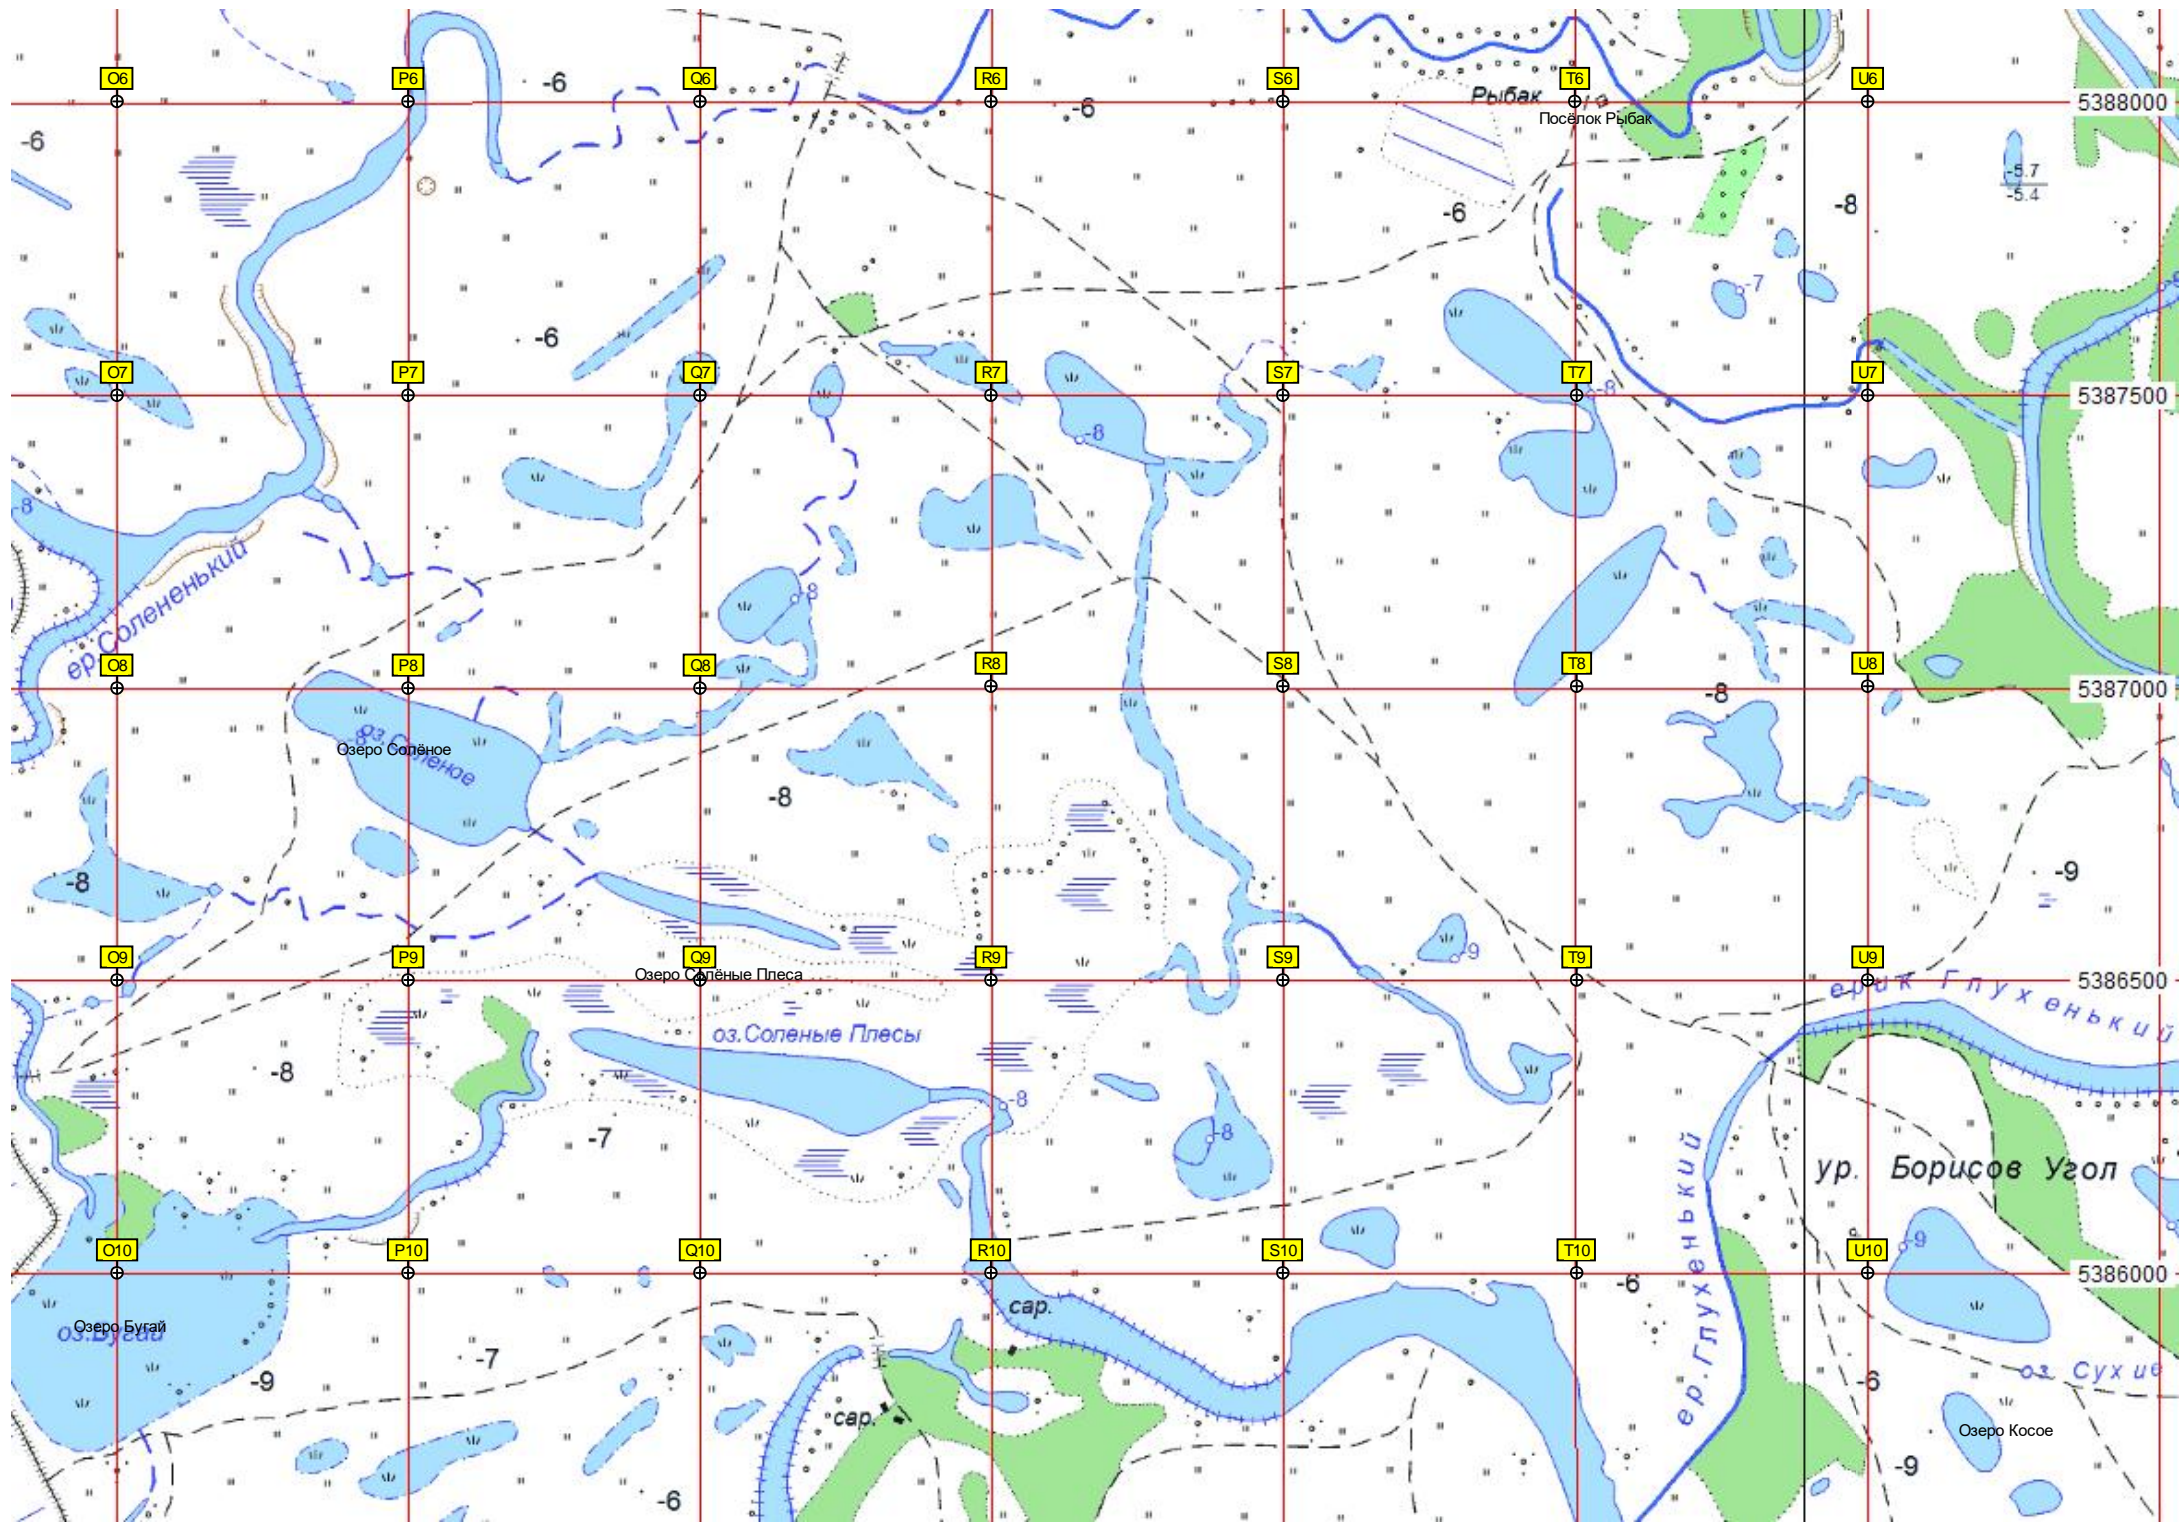 -6
-6
O6
P6
Q6
R6
S6
T6
U6
5388000
Рыбак
Посёлок Рыбак
-6
-5.7
-5.4
-6
-8
-7
-6
O7
P7
Q7
R7
S7
T7
U7
5387500
-8
-8
-8
ер.Солененький
-8
O8
P8
Q8
R8
S8
T8
U8
5387000
-8
оз.Соленое
Озеро Солёное
-8
-8
-8
-9
O9
P9
Q9
R9
S9
T9
U9
-9
5386500
Озеро Солёные Плеса
ерик Глухенький
оз.Соленые Плесы
-8
-8
-7
-8
ер.Глухенький
ур. Борисов Угол
O10
P10
Q10
R10
S10
T10
U10
-9
5386000
-6
сар.
Озеро Бугай
оз.Бугай
-7
-9
оз. Сухие
-6
сар.
Озеро Косое
-9
-6